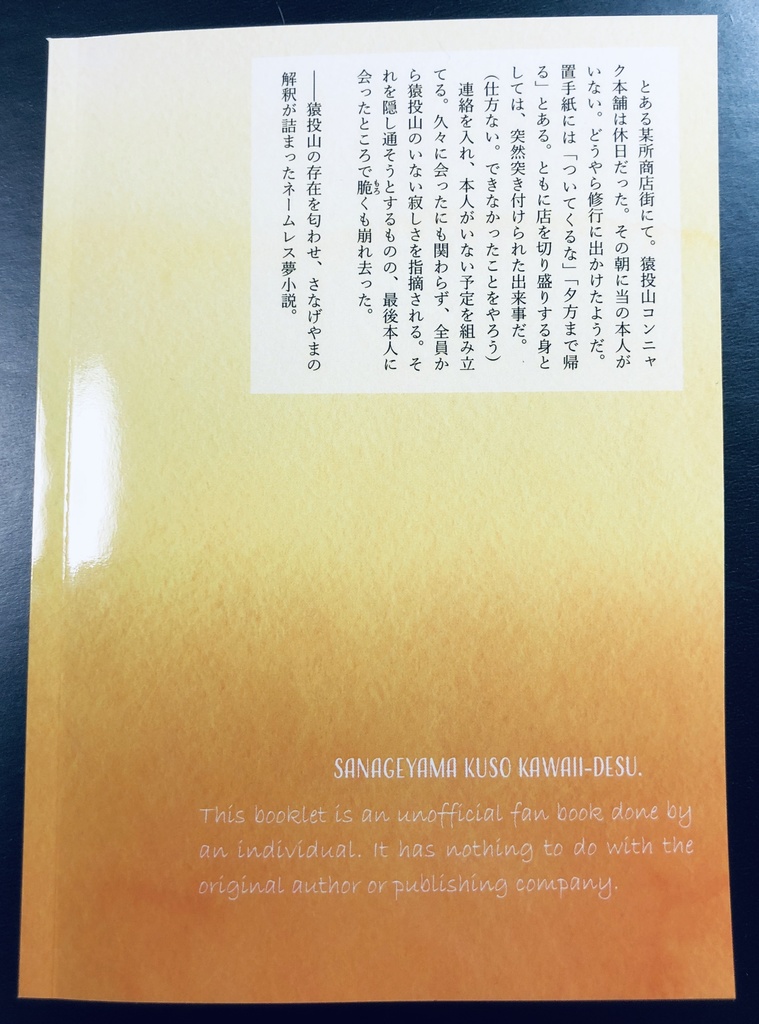 とある某所商店街にて。猿投山コンニャ
ク本舗は休日だった。その朝に当の本人が
いない。どうやら修行に出かけたようだ。
置手紙には「ついてくるな」「夕方まで帰
る」とある。ともに店を切り盛りする身と
しては、突然突き付けられた出来事だ。
(仕方ない。できなかったことをやろう)
連絡を入れ、本人がいない予定を組み立
てる。久々に会ったにも関わらず、全員か
ら猿投山のいない寂しさを指摘される。そ
れを隠し通そうとするものの、最後本人に
会ったところで脆くも崩れ去った。
もろ
――猿投山の存在を匂わせ、さなげやまの
解釈が詰まったネームレス夢小説。
SANAGEYAMA KUSO KAWAII-DESU.
This booklet is an unofficial fan book done by
an individual. It has nothing to do with the
original author or publishing company.